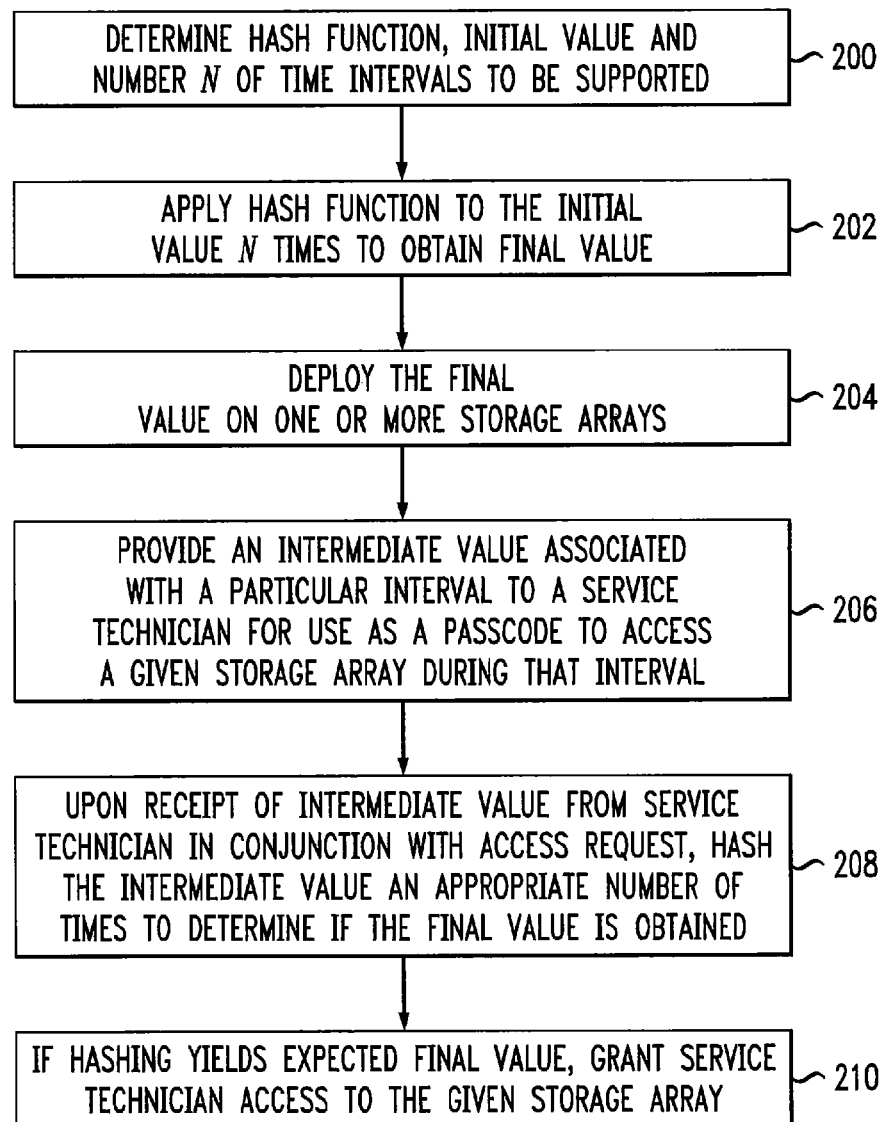 DETERMINE HASH FUNCTION, INITIAL VALUE AND
NUMBER N OF TIME INTERVALS TO BE SUPPORTED
200
APPLY HASH FUNCTION TO THE INITIAL
VALUE N TIMES TO OBTAIN FINAL VALUE
202
DEPLOY THE FINAL
VALUE ON ONE OR MORE STORAGE ARRAYS
204
PROVIDE AN INTERMEDIATE VALUE ASSOCIATED
WITH A PARTICULAR INTERVAL TO A SERVICE
TECHNICIAN FOR USE AS A PASSCODE TO ACCESS
A GIVEN STORAGE ARRAY DURING THAT INTERVAL
206
UPON RECEIPT OF INTERMEDIATE VALUE FROM SERVICE
TECHNICIAN IN CONJUNCTION WITH ACCESS REQUEST, HASH
THE INTERMEDIATE VALUE AN APPROPRIATE NUMBER OF
TIMES TO DETERMINE IF THE FINAL VALUE IS OBTAINED
208
IF HASHING YIELDS EXPECTED FINAL VALUE, GRANT SERVICE
TECHNICIAN ACCESS TO THE GIVEN STORAGE ARRAY
210